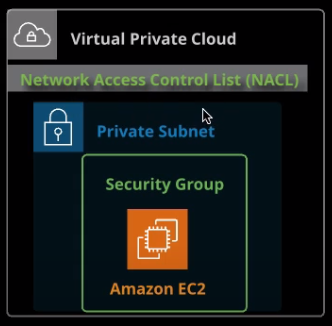 Virtual Private Cloud
Network Access Control List (NACL)
Private Subnet
Security Group
Amazon EC2